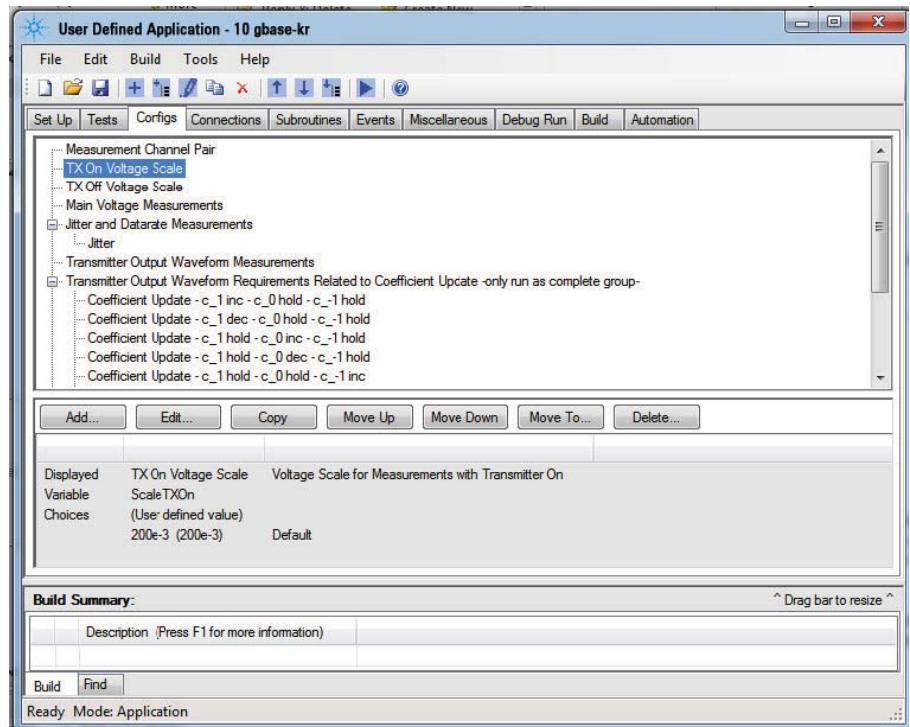 User Defined Application - 10 gbase-kr
File Edit Build Tools Help
Set Up Tests Configs Connections Subroutines Events Miscellaneous Debug Run Build Automation
Measurement Channel Pair
TX On Voltage Scale
TX Off Voltage Scale
Main Voltage Measurements
Jitter and Datarate Measurements
Jitter
Transmitter Output Waveform Measurements
Transmitter Output Waveform Requirements Related to Coefficient Update -only run as complete group-
Coefficient Update - c_1 inc - c_0 hold - c_-1 hold
Coefficient Update - c_1 dec - c_0 hold - c_-1 hold
Coefficient Update - c_1 hold - c_0 inc - c_-1 hold
Coefficient Update - c_1 hold - c_0 dec - c_-1 hold
Coefficient Update - c_1 hold - c_0 hold - c_-1 inc
Add... Edit... Copy Move Up Move Down Move To... Delete...
Displayed TX On Voltage Scale Voltage Scale for Measurements with Transmitter On
Variable ScaleTXOn
Choices (User defined value)
200e-3 (200e-3) Default
Build Summary: ^ Drag bar to resize ^
Description (Press F1 for more information)
Build Find
Ready Mode: Application